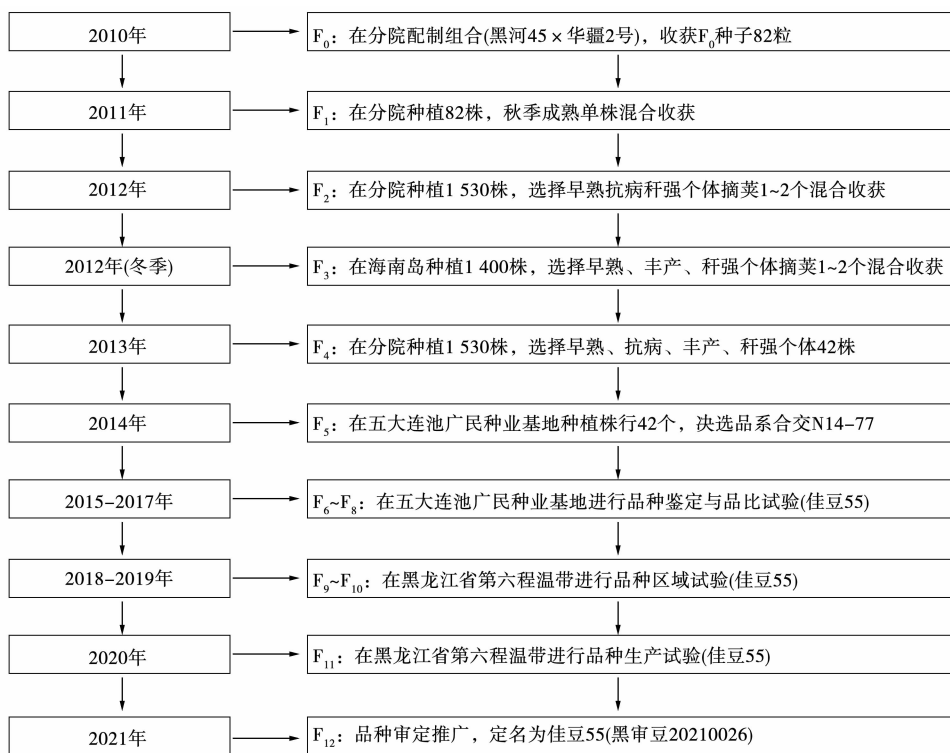 2010年
F₀：在分院配制组合(黑河45×华疆2号)，收获F₀种子82粒
2011年
F₁：在分院种植82株，秋季成熟单株混合收获
2012年
F₂：在分院种植1 530株，选择早熟抗病秆强个体摘荚1~2个混合收获
2012年(冬季)
F₃：在海南岛种植1 400株，选择早熟、丰产、秆强个体摘荚1~2个混合收获
2013年
F₄：在分院种植1 530株，选择早熟、抗病、丰产、秆强个体42株
2014年
F₅：在五大连池广民种业基地种植株行42个，决选品系合交N14-77
2015-2017年
F₆~F₈：在五大连池广民种业基地进行品种鉴定与品比试验(佳豆55)
2018-2019年
F₉~F₁₀：在黑龙江省第六程温带进行品种区域试验(佳豆55)
2020年
F₁₁：在黑龙江省第六程温带进行品种生产试验(佳豆55)
2021年
F₁₂：品种审定推广，定名为佳豆55(黑审豆20210026)